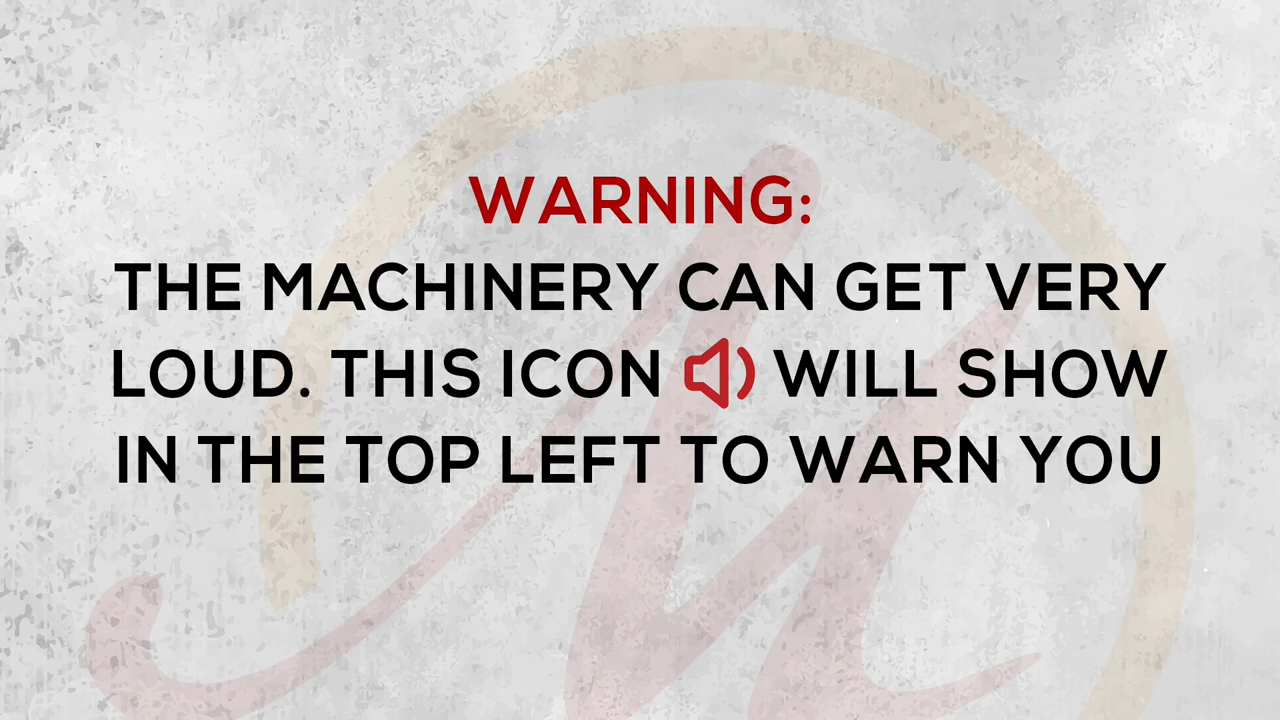 WARNING:
THE MACHINERY CAN GET VERY
LOUD. THIS ICON WILL SHOW
IN THE TOP LEFT TO WARN YOU